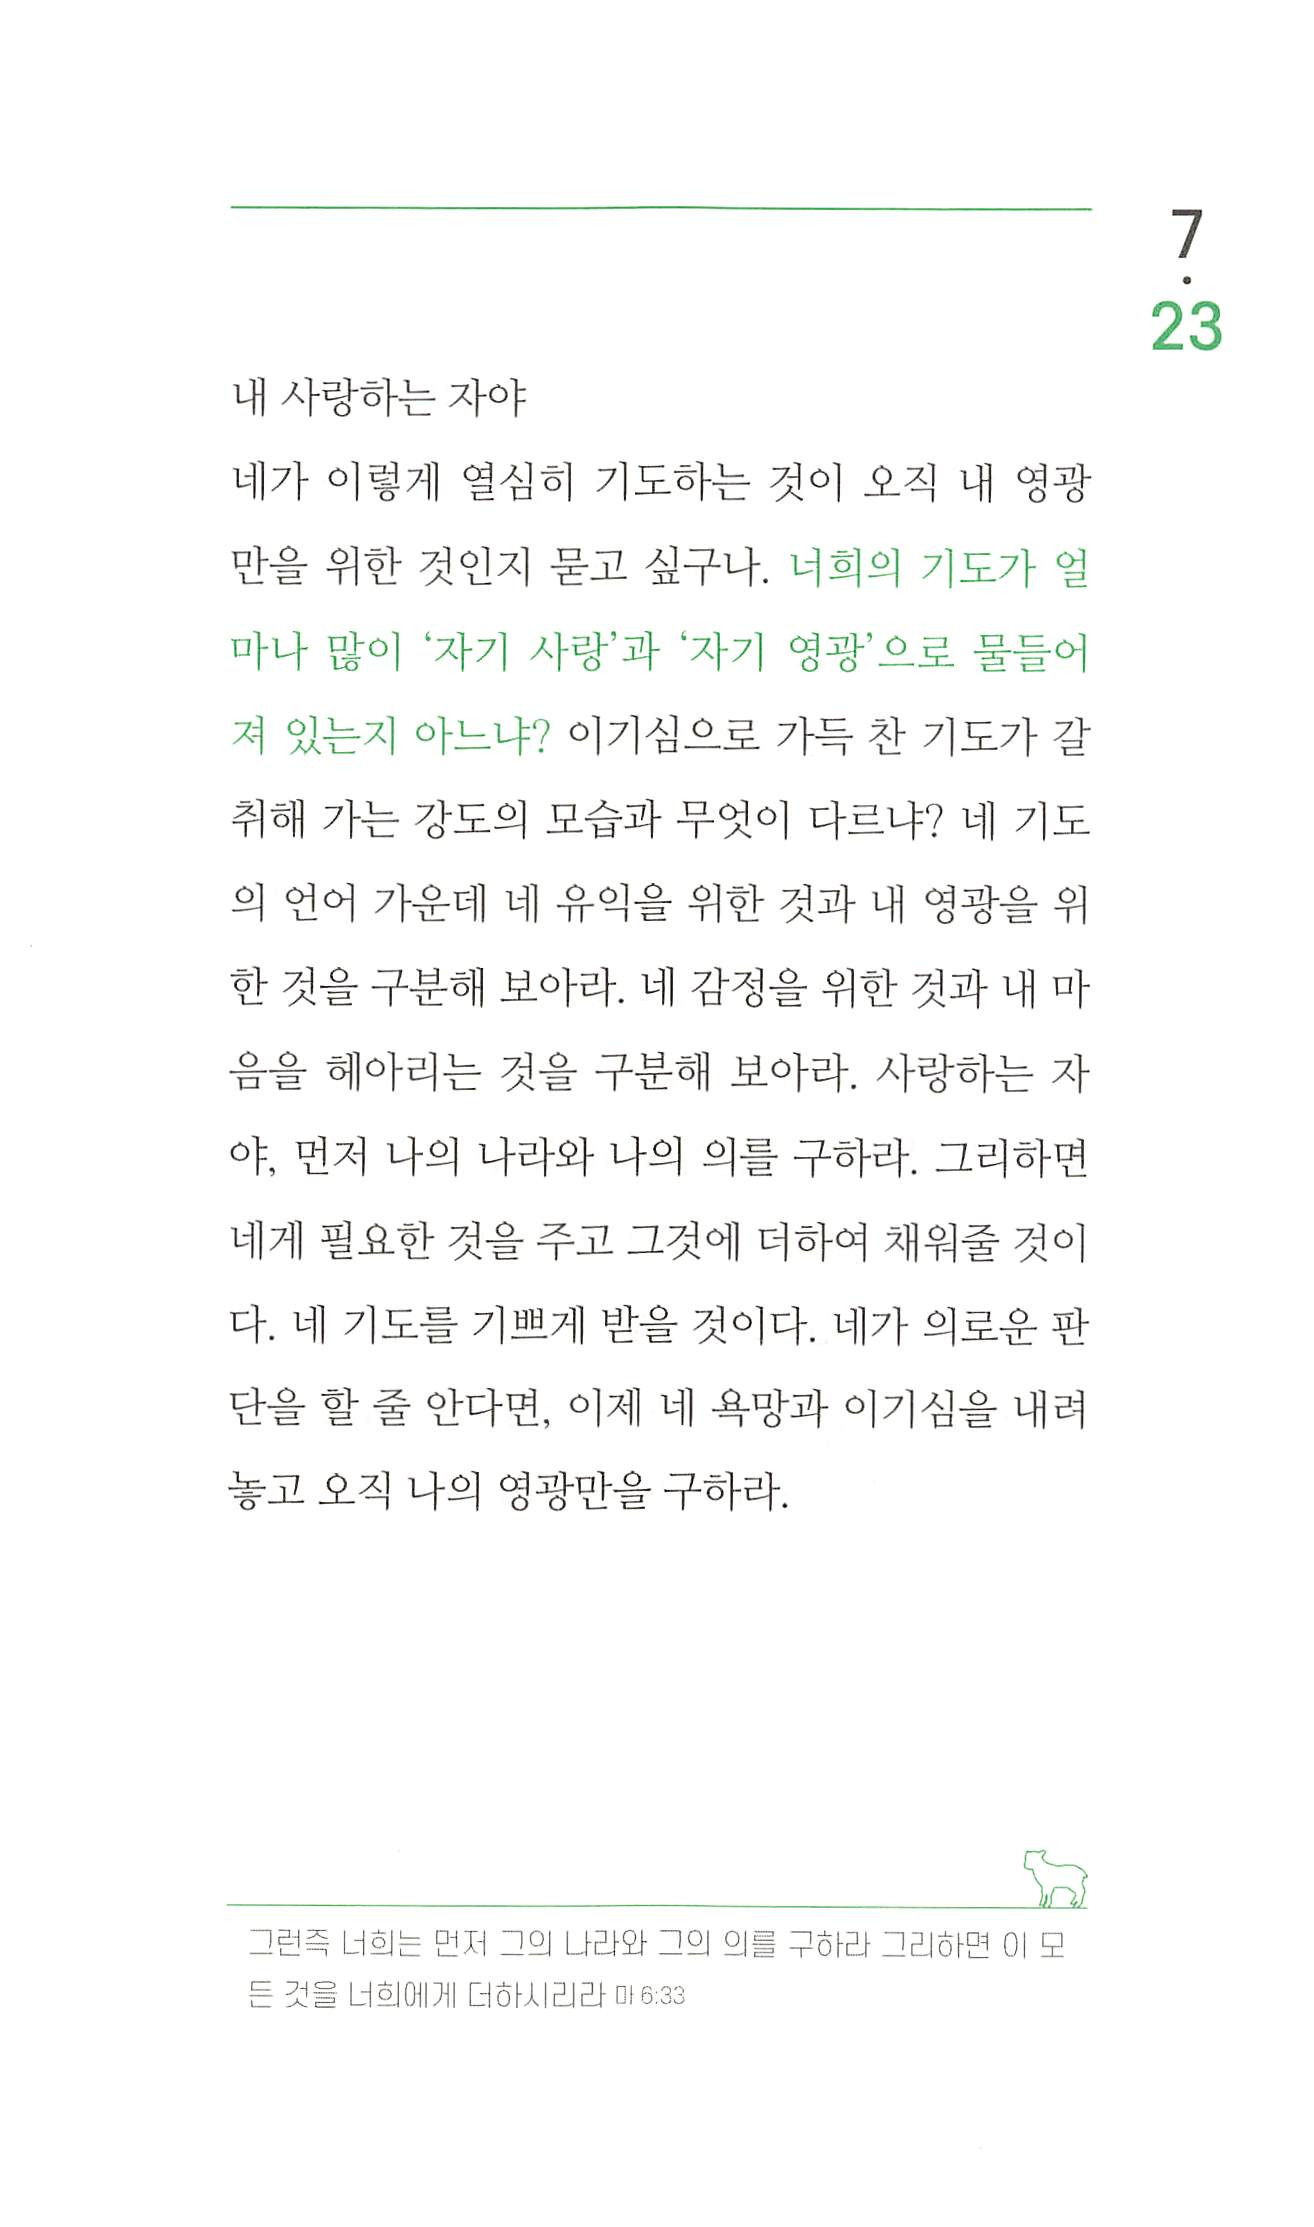 7
.
23
내 사랑하는 자야
네가 이렇게 열심히 기도하는 것이 오직 내 영광
만을 위한 것인지 묻고 싶구나. 너희의 기도가 얼
마나 많이 ‘자기 사랑’과 ‘자기 영광’으로 물들어
져 있는지 아느냐? 이기심으로 가득 찬 기도가 갈
취해 가는 강도의 모습과 무엇이 다르냐? 네 기도
의 언어 가운데 네 유익을 위한 것과 내 영광을 위
한 것을 구분해 보아라. 네 감정을 위한 것과 내 마
음을 헤아리는 것을 구분해 보아라. 사랑하는 자
야, 먼저 나의 나라와 나의 의를 구하라. 그리하면
네게 필요한 것을 주고 그것에 더하여 채워줄 것이
다. 네 기도를 기쁘게 받을 것이다. 네가 의로운 판
단을 할 줄 안다면, 이제 네 욕망과 이기심을 내려
놓고 오직 나의 영광만을 구하라.
그런즉 너희는 먼저 그의 나라와 그의 의를 구하라 그리하면 이 모
든 것을 너희에게 더하시리라 마 6:33